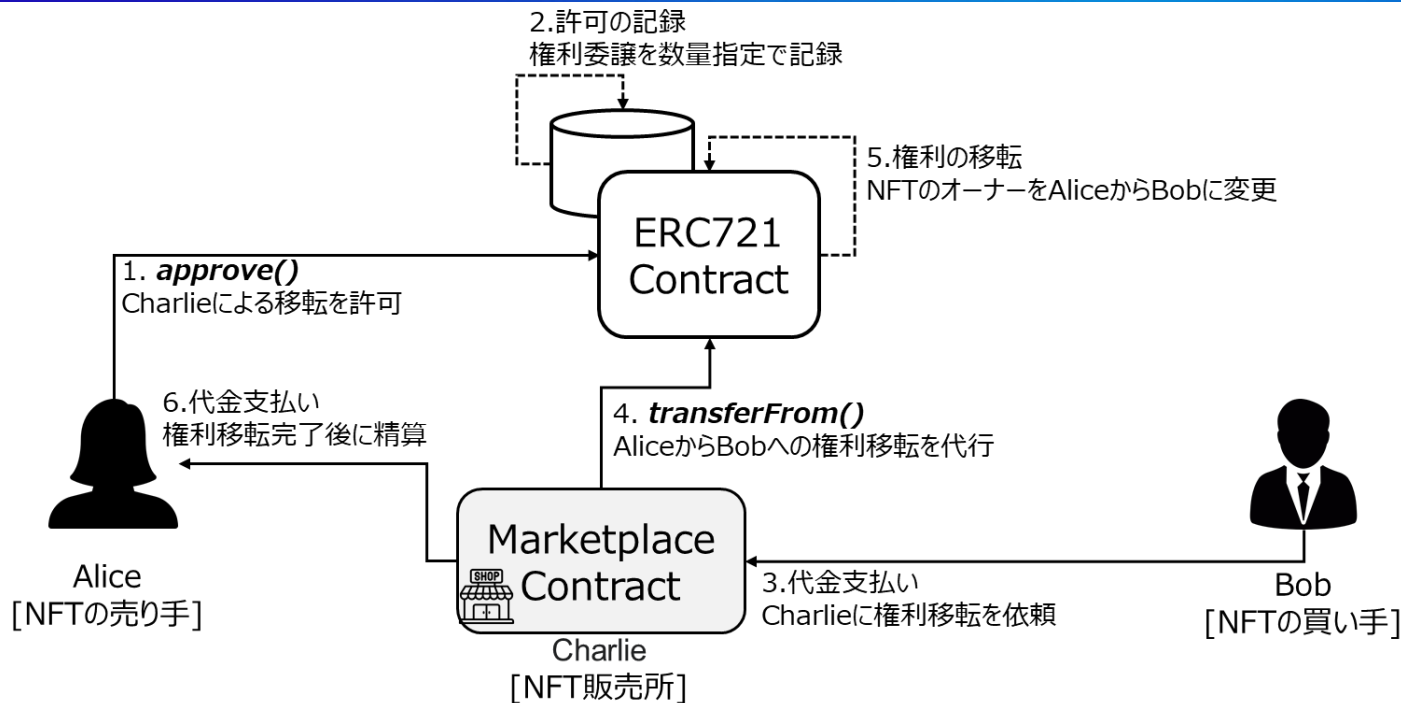 2.許可の記録
権利委譲を数量指定で記録
5.権利の移転
NFTのオーナーをAliceからBobに変更
ERC721
Contract
1. approve()
Charlieによる移転を許可
6.代金支払い
権利移転完了後に精算
4. transferFrom()
AliceからBobへの権利移転を代行
Marketplace
Contract
SHOP
3.代金支払い
Charlieに権利移転を依頼
Alice
[NFTの売り手]
Bob
[NFTの買い手]
Charlie
[NFT販売所]